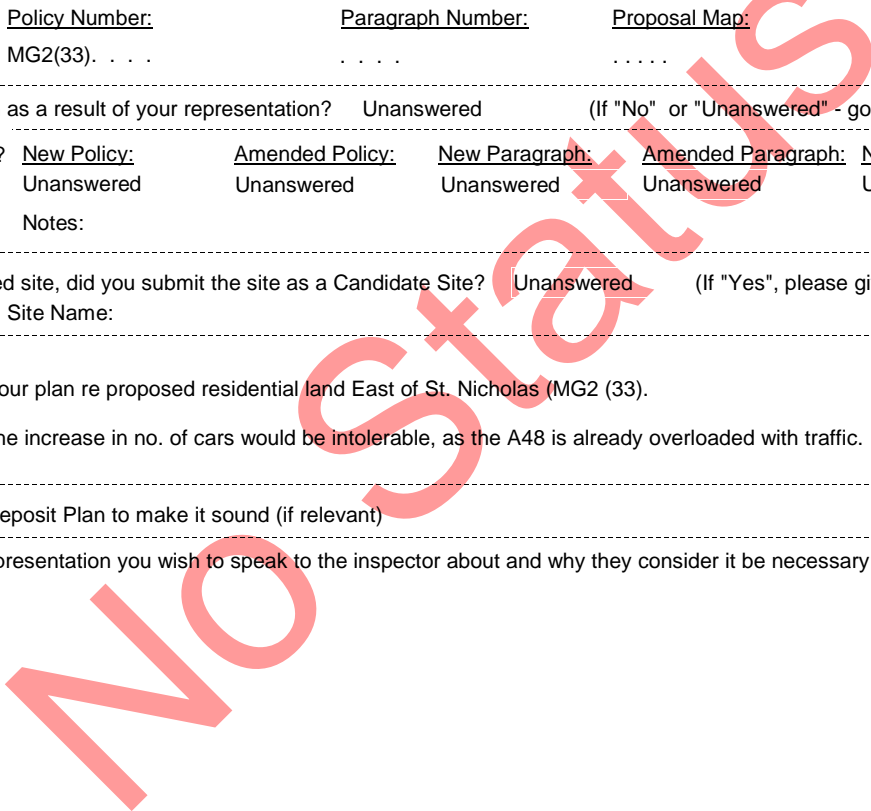 Policy Number: Paragraph Number: Proposal Map:
MG2(33). . . . . . . . . . . . .
as a result of your representation? Unanswered (If "No" or "Unanswered" - go
? New Policy: Amended Policy: New Paragraph: Amended Paragraph: N
Unanswered Unanswered Unanswered Unanswered U
Notes:
ed site, did you submit the site as a Candidate Site? Unanswered (If "Yes", please gi
Site Name:
our plan re proposed residential land East of St. Nicholas (MG2 (33).
he increase in no. of cars would be intolerable, as the A48 is already overloaded with traffic.
eposit Plan to make it sound (if relevant)
presentation you wish to speak to the inspector about and why they consider it be necessary
No Status